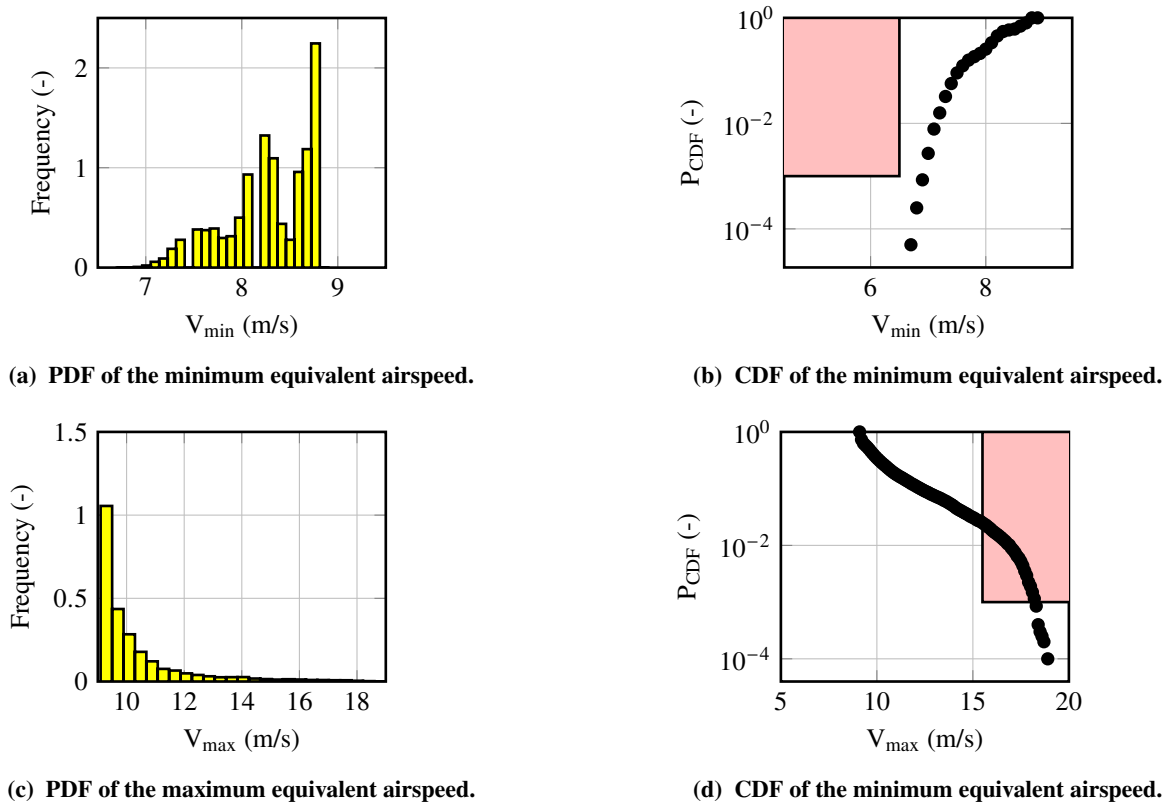 2
1
0
Frequency (-)
7
8
9
V_min (m/s)
(a) PDF of the minimum equivalent airspeed.
10^0
10^−2
10^−4
P_CDF (-)
6
8
V_min (m/s)
(b) CDF of the minimum equivalent airspeed.
1.5
1
0.5
0
Frequency (-)
10
12
14
16
18
V_max (m/s)
(c) PDF of the maximum equivalent airspeed.
10^0
10^−2
10^−4
P_CDF (-)
5
10
15
20
V_max (m/s)
(d) CDF of the minimum equivalent airspeed.